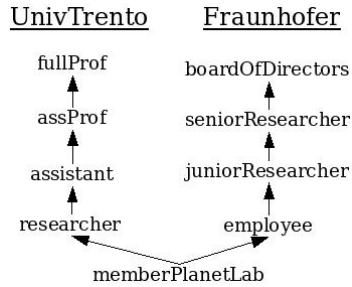 UnivTrento
fullProf
assProf
assistant
researcher
Fraunhofer
boardOfDirectors
seniorResearcher
juniorResearcher
employee
memberPlanetLab